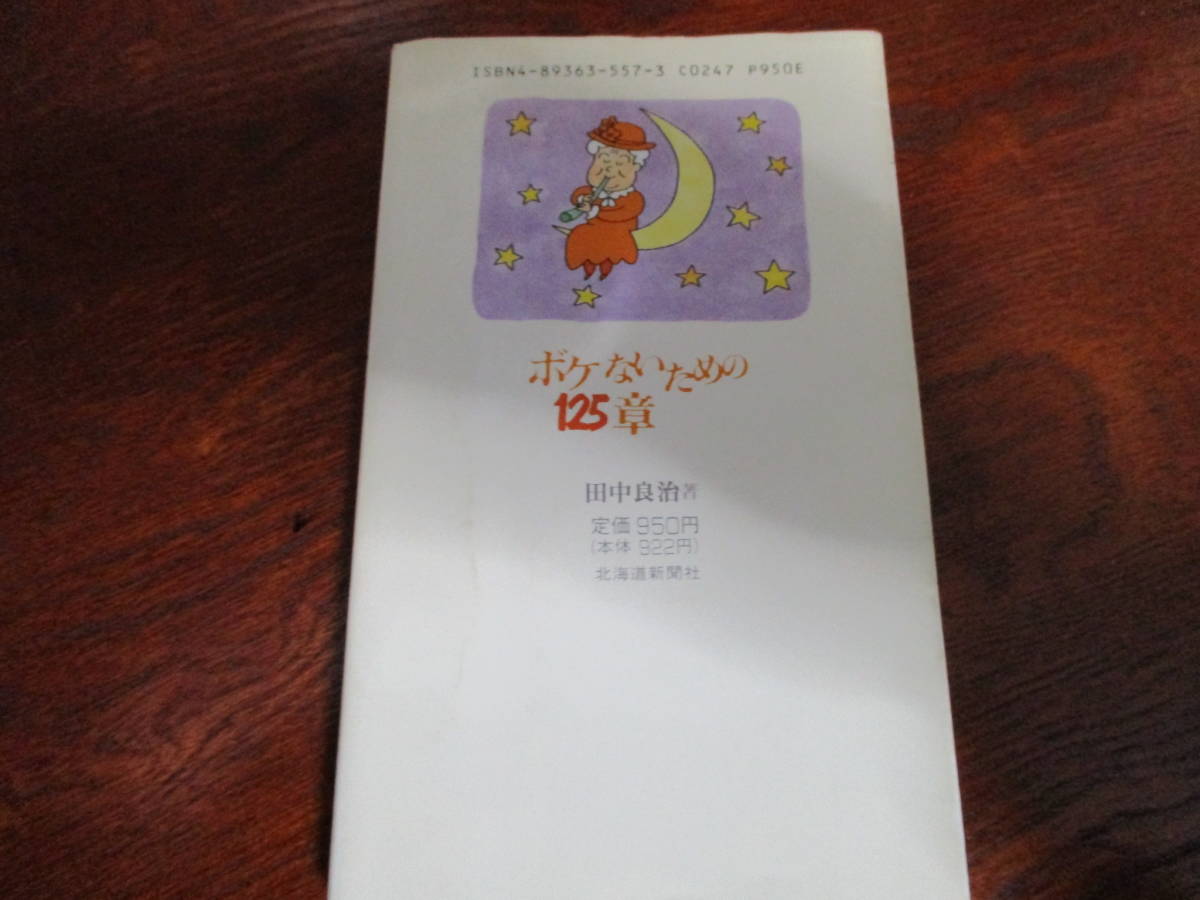 ISBN4-89363-557-3 C0247 P950E
ボケないための
125章
田中良治著
定価 950円
(本体 922円)
北海道新聞社